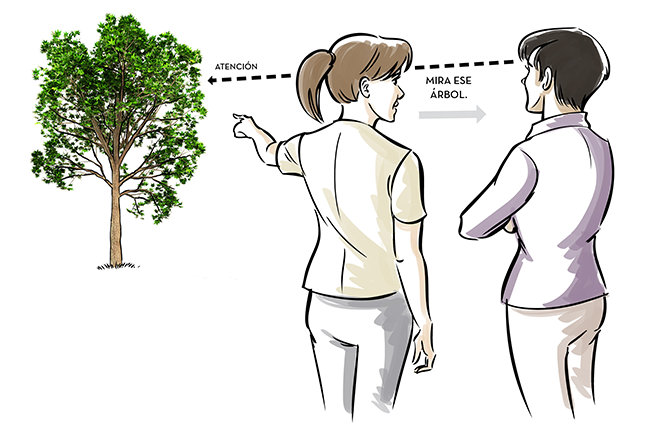 ATENCIÓN
MIRA ESE
ÁRBOL.